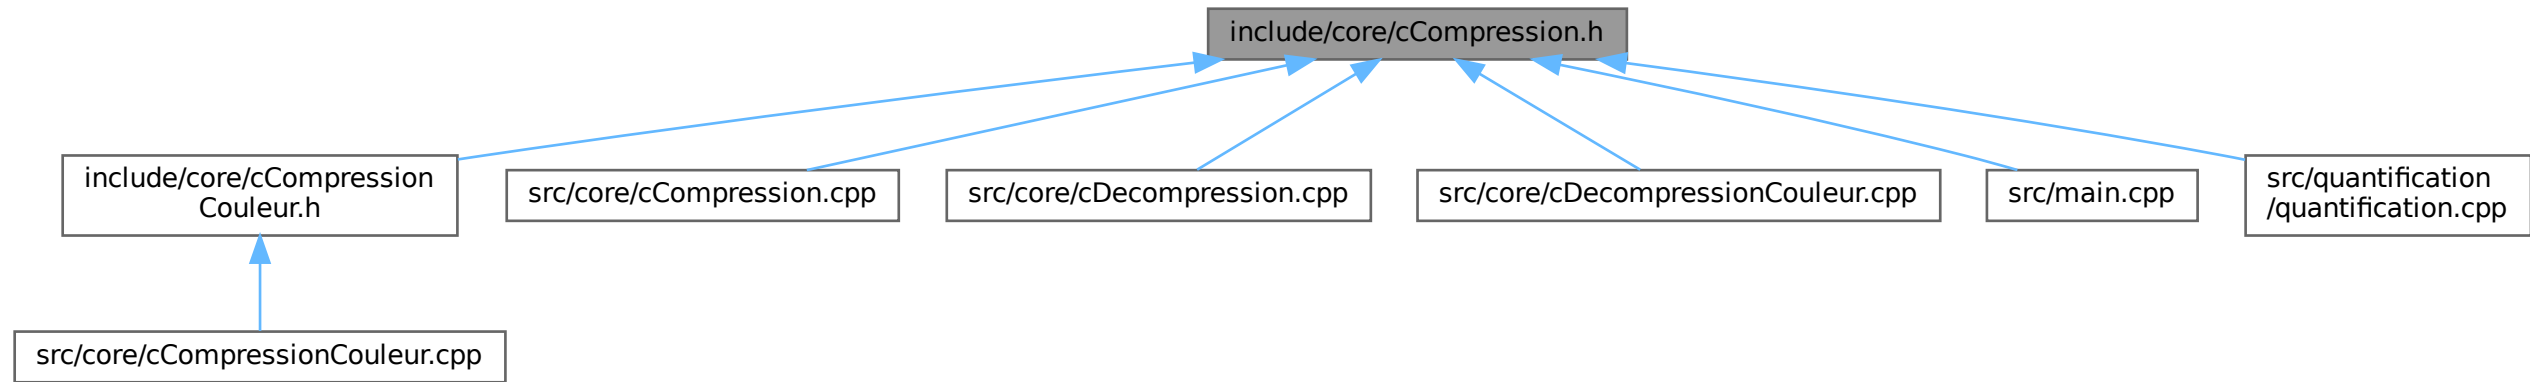 include/core/cCompression.h
include/core/cCompression
Couleur.h
src/core/cCompression.cpp
src/core/cDecompression.cpp
src/core/cDecompressionCouleur.cpp
src/main.cpp
src/quantification
/quantification.cpp
src/core/cCompressionCouleur.cpp